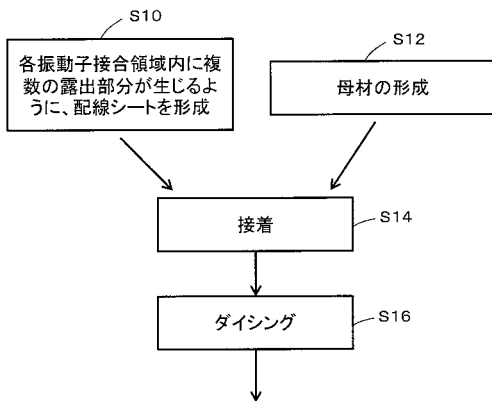 S10
各振動子接合領域内に複
数の露出部分が生じるよ
うに、配線シートを形成
S12
母材の形成
接着
S14
ダイシング
S16